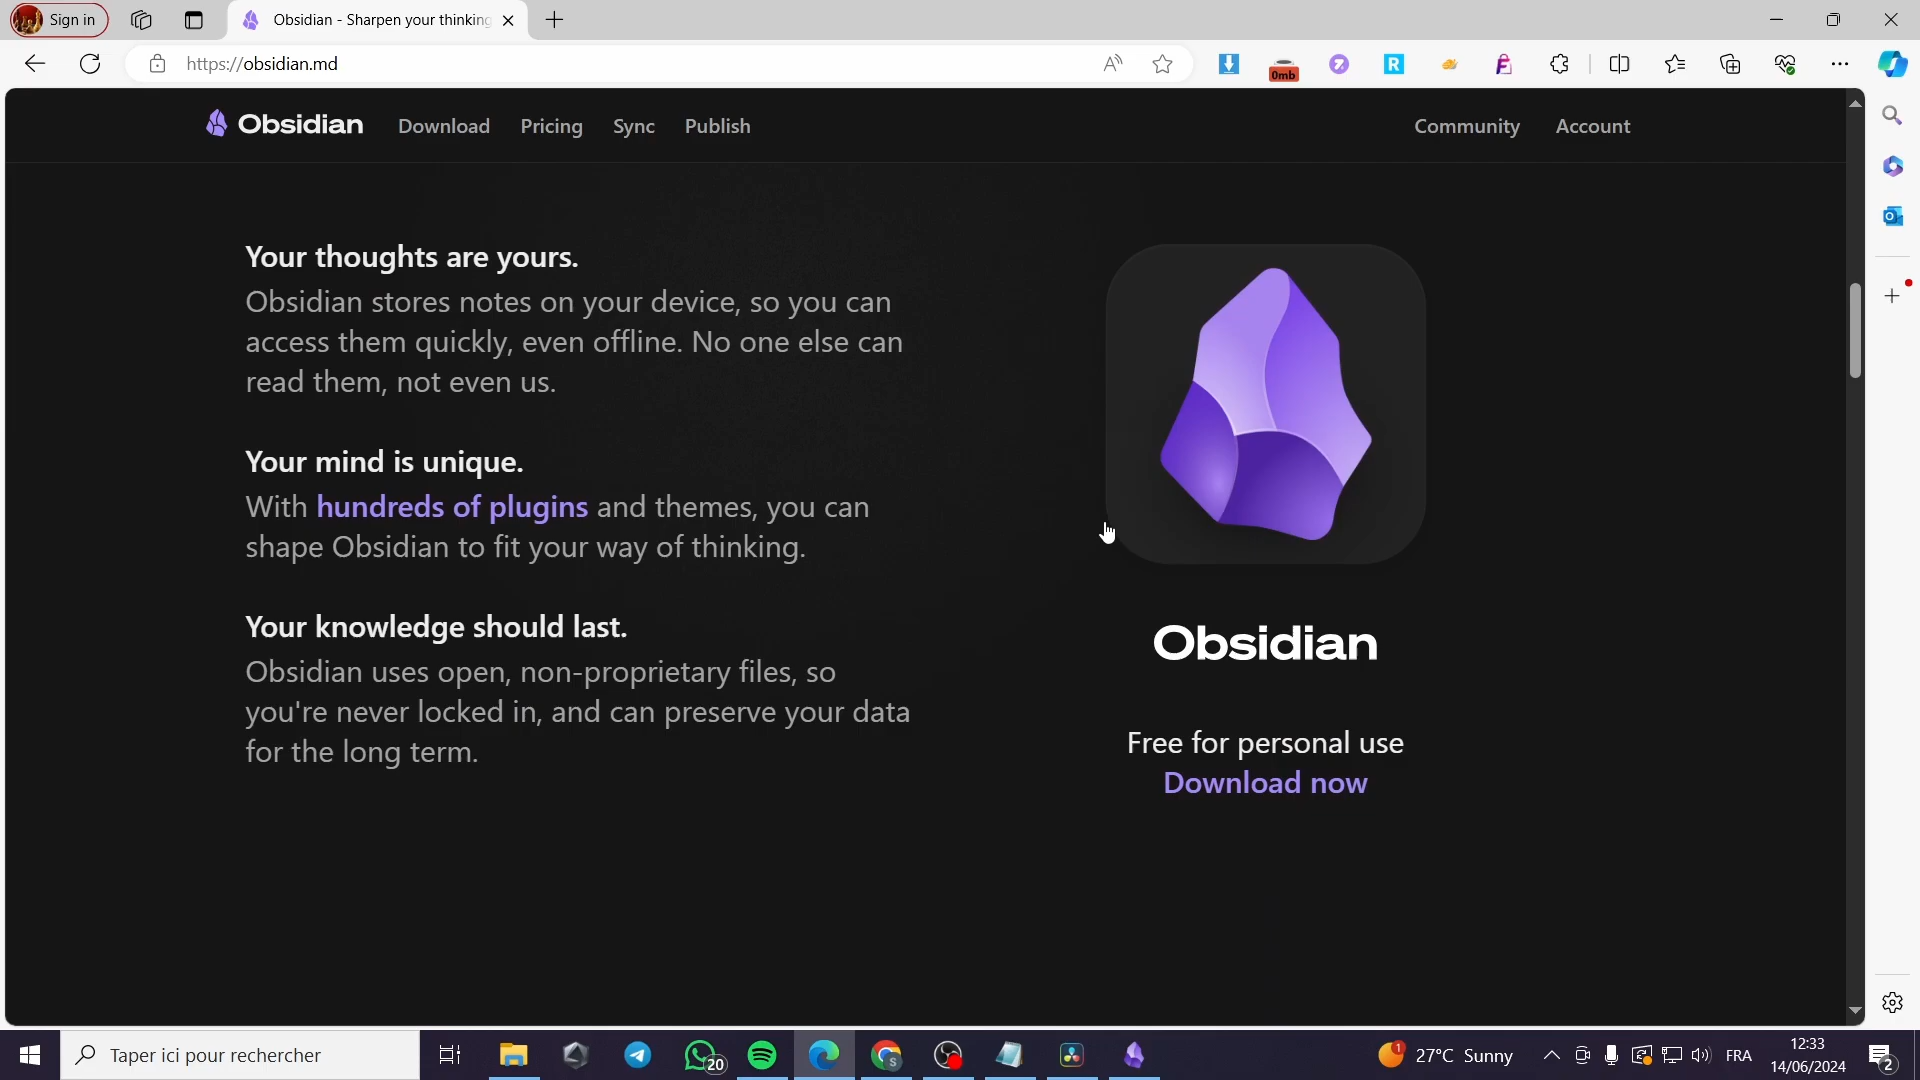 Sign in
Obsidian - Sharpen your thinking
https://obsidian.md
0mb
R
Obsidian
Download
Pricing
Sync
Publish
Community
Account
Your thoughts are yours.
Obsidian stores notes on your device, so you can
access them quickly, even offline. No one else can
read them, not even us.
Your mind is unique.
With hundreds of plugins and themes, you can
shape Obsidian to fit your way of thinking.
Your knowledge should last.
Obsidian uses open, non-proprietary files, so
you're never locked in, and can preserve your data
for the long term.
Obsidian
Free for personal use
Download now
Taper ici pour rechercher
20
S
1
27°C Sunny
FRA
12:33
14/06/2024
2